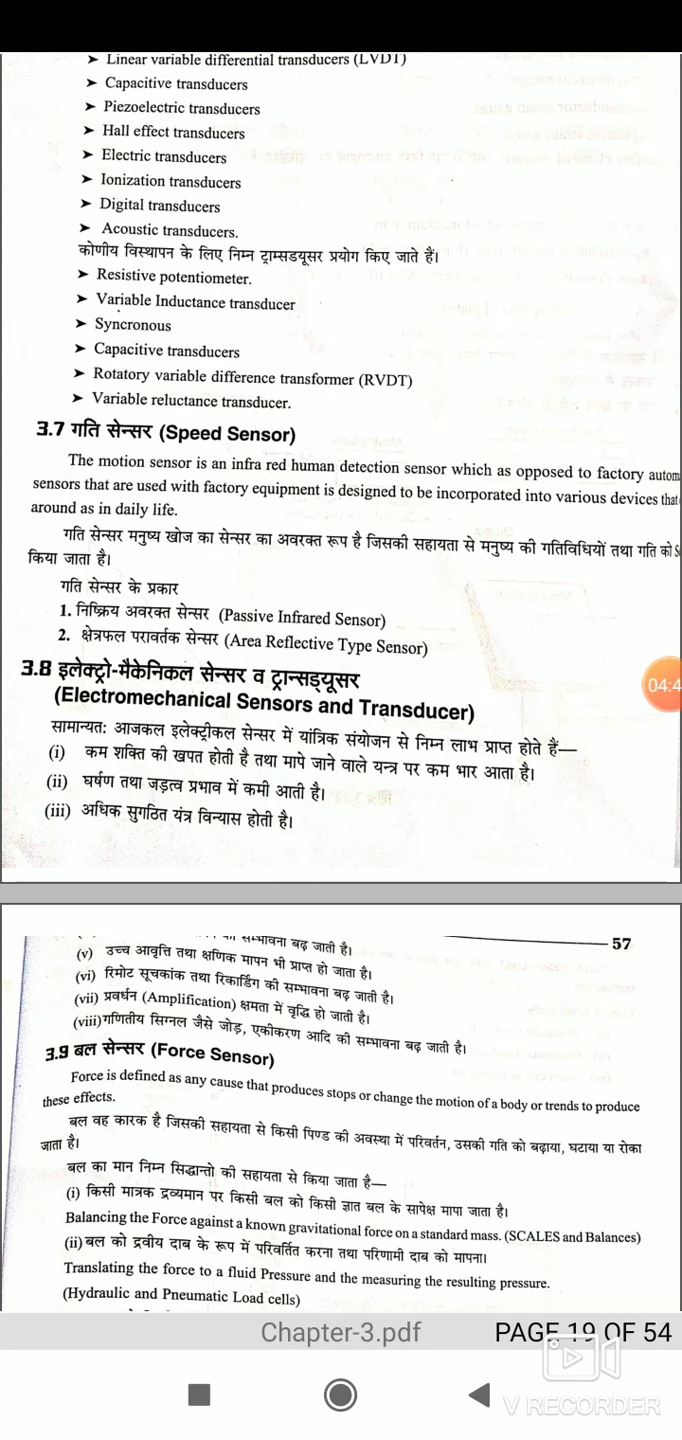 ➤ Linear variable differential transducers (LVDT)
➤ Capacitive transducers
➤ Piezoelectric transducers
➤ Hall effect transducers
➤ Electric transducers
➤ Ionization transducers
➤ Digital transducers
➤ Acoustic transducers.
कोणीय विस्थापन के लिए निम्न ट्राम्सडयूसर प्रयोग किए जाते हैं।
➤ Resistive potentiometer.
➤ Variable Inductance transducer
➤ Syncronous
➤ Capacitive transducers
➤ Rotatory variable difference transformer (RVDT)
➤ Variable reluctance transducer.
3.7 गति सेन्सर (Speed Sensor)
The motion sensor is an infra red human detection sensor which as opposed to factory autom
sensors that are used with factory equipment is designed to be incorporated into various devices that
around as in daily life.
गति सेन्सर मनुष्य खोज का सेन्सर का अवरक्त रूप है जिसकी सहायता से मनुष्य की गतिविधियों तथा गति को S
किया जाता है।
गति सेन्सर के प्रकार
1. निष्क्रिय अवरक्त सेन्सर (Passive Infrared Sensor)
2. क्षेत्रफल परावर्तक सेन्सर (Area Reflective Type Sensor)
3.8 इलेक्ट्रो-मैकेनिकल सेन्सर व ट्रान्सड्यूसर
(Electromechanical Sensors and Transducer)
04:4
सामान्यत: आजकल इलेक्ट्रीकल सेन्सर में यांत्रिक संयोजन से निम्न लाभ प्राप्त होते हैं—
(i) कम शक्ति की खपत होती है तथा मापे जाने वाले यन्त्र पर कम भार आता है।
(ii) घर्षण तथा जड़त्व प्रभाव में कमी आती है।
(iii) अधिक सुगठित यंत्र विन्यास होती है।
57
सम्भावना बढ़ जाती है।
(v) उच्च आवृत्ति तथा क्षणिक मापन भी प्राप्त हो जाता है।
(vi) रिमोट सूचकांक तथा रिकार्डिंग की सम्भावना बढ़ जाती है।
(vii) प्रवर्धन (Amplification) क्षमता में वृद्धि हो जाती है।
(viii) गणितीय सिग्नल जैसे जोड़, एकीकरण आदि की सम्भावना बढ़ जाती है।
3.9 बल सेन्सर (Force Sensor)
Force is defined as any cause that produces stops or change the motion of a body or trends to produce
these effects.
बल वह कारक है जिसकी सहायता से किसी पिण्ड की अवस्था में परिवर्तन, उसकी गति को बढ़ाया, घटाया या रोका
जाता है।
बल का मान निम्न सिद्धान्तो की सहायता से किया जाता है—
(i) किसी मात्रक द्रव्यमान पर किसी बल को किसी ज्ञात बल के सापेक्ष मापा जाता है।
Balancing the Force against a known gravitational force on a standard mass. (SCALES and Balances)
(ii) बल को द्रवीय दाब के रूप में परिवर्तित करना तथा परिणामी दाब को मापना।
Translating the force to a fluid Pressure and the measuring the resulting pressure.
(Hydraulic and Pneumatic Load cells)
Chapter-3.pdf
PAGE 19 OF 54
V RECORDER